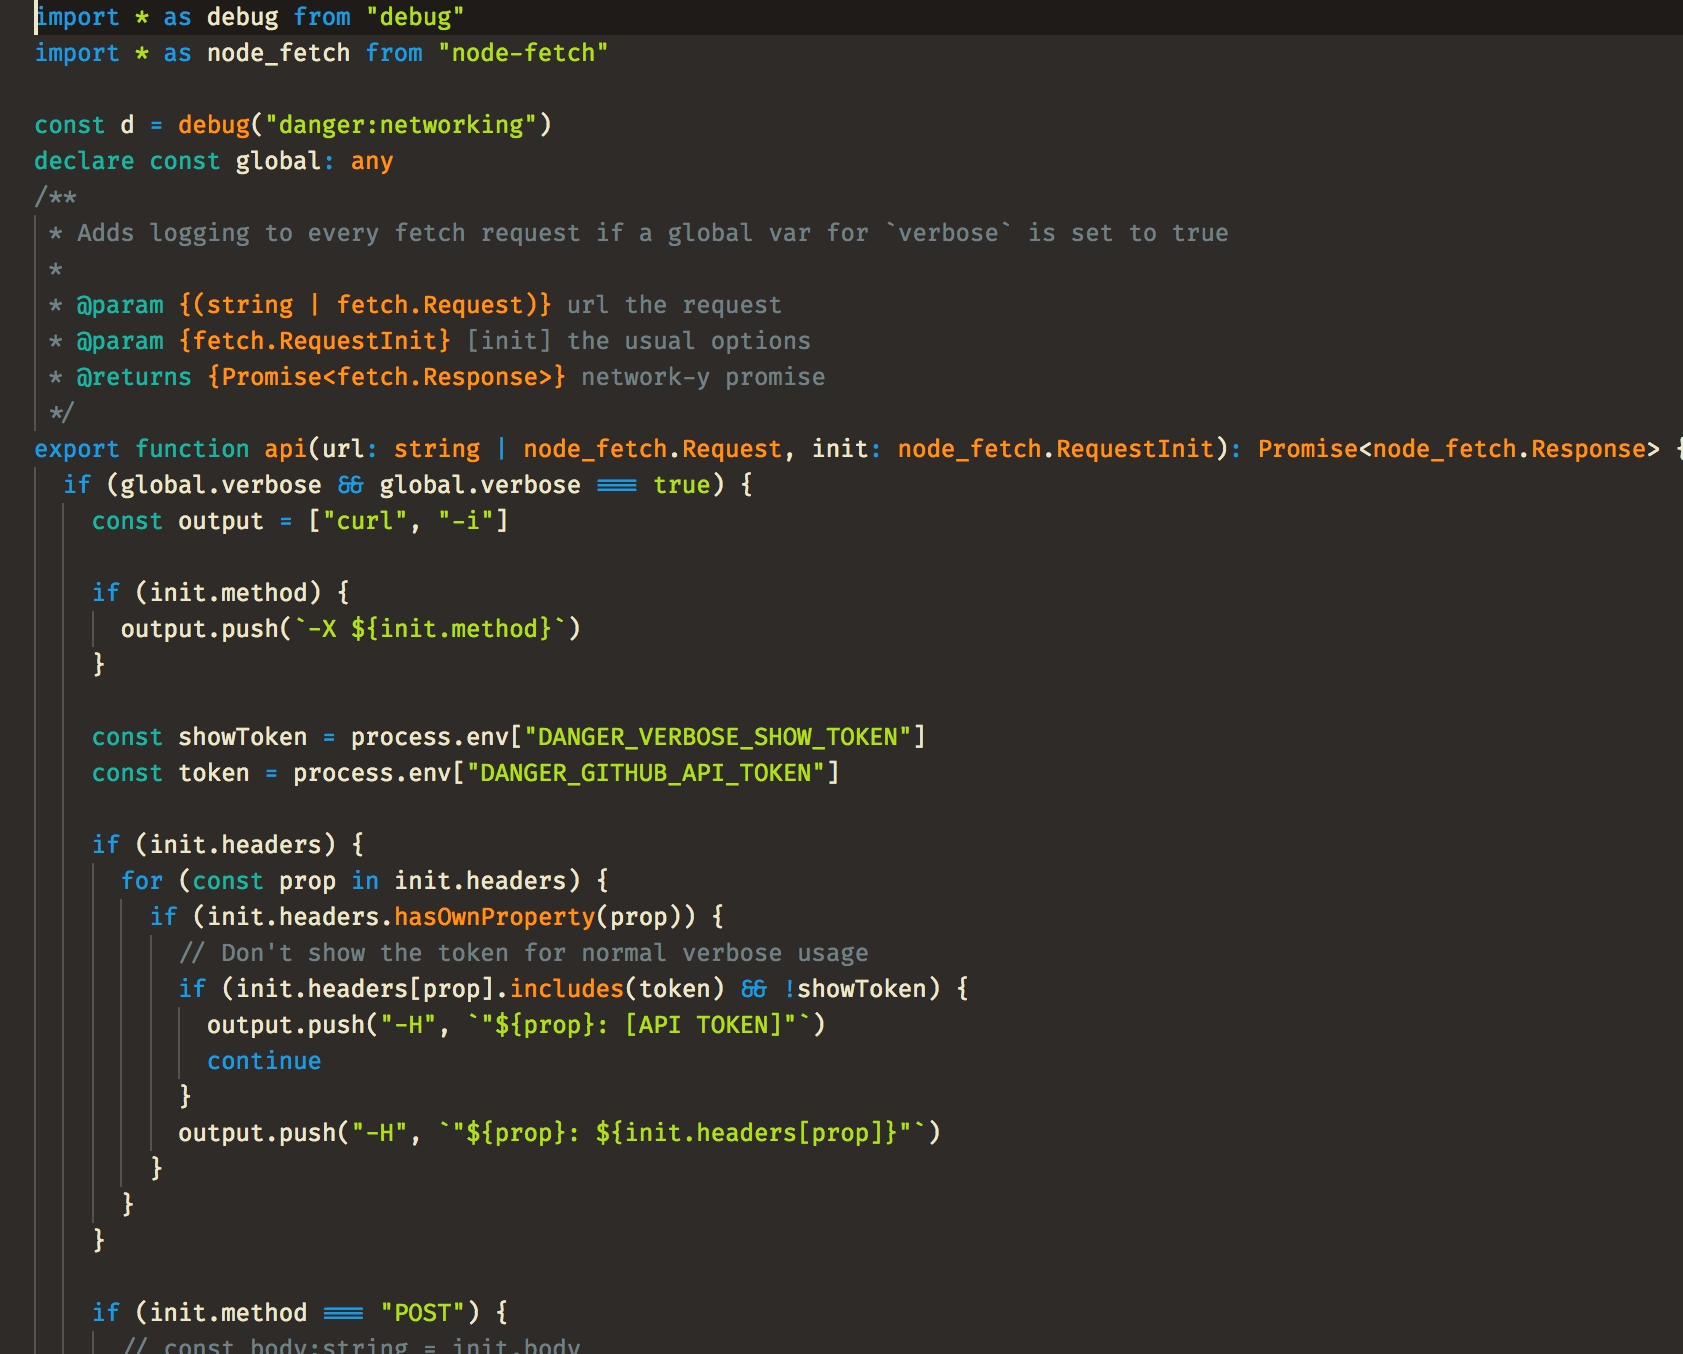 import * as debug from "debug"
import * as node_fetch from "node-fetch"

const d = debug("danger:networking")
declare const global: any
/**
 * Adds logging to every fetch request if a global var for `verbose` is set to true
 *
 * @param {(string | fetch.Request)} url the request
 * @param {fetch.RequestInit} [init] the usual options
 * @returns {Promise<fetch.Response>} network-y promise
 */
export function api(url: string | node_fetch.Request, init: node_fetch.RequestInit): Promise<node_fetch.Response> {
  if (global.verbose && global.verbose === true) {
    const output = ["curl", "-i"]

    if (init.method) {
      output.push(`-X ${init.method}`)
    }

    const showToken = process.env["DANGER_VERBOSE_SHOW_TOKEN"]
    const token = process.env["DANGER_GITHUB_API_TOKEN"]

    if (init.headers) {
      for (const prop in init.headers) {
        if (init.headers.hasOwnProperty(prop)) {
          // Don't show the token for normal verbose usage
          if (init.headers[prop].includes(token) && !showToken) {
            output.push("-H", `"${prop}: [API TOKEN]"`)
            continue
          }
          output.push("-H", `"${prop}: ${init.headers[prop]}"`)
        }
      }
    }

    if (init.method === "POST") {
      // const body:string = init.body